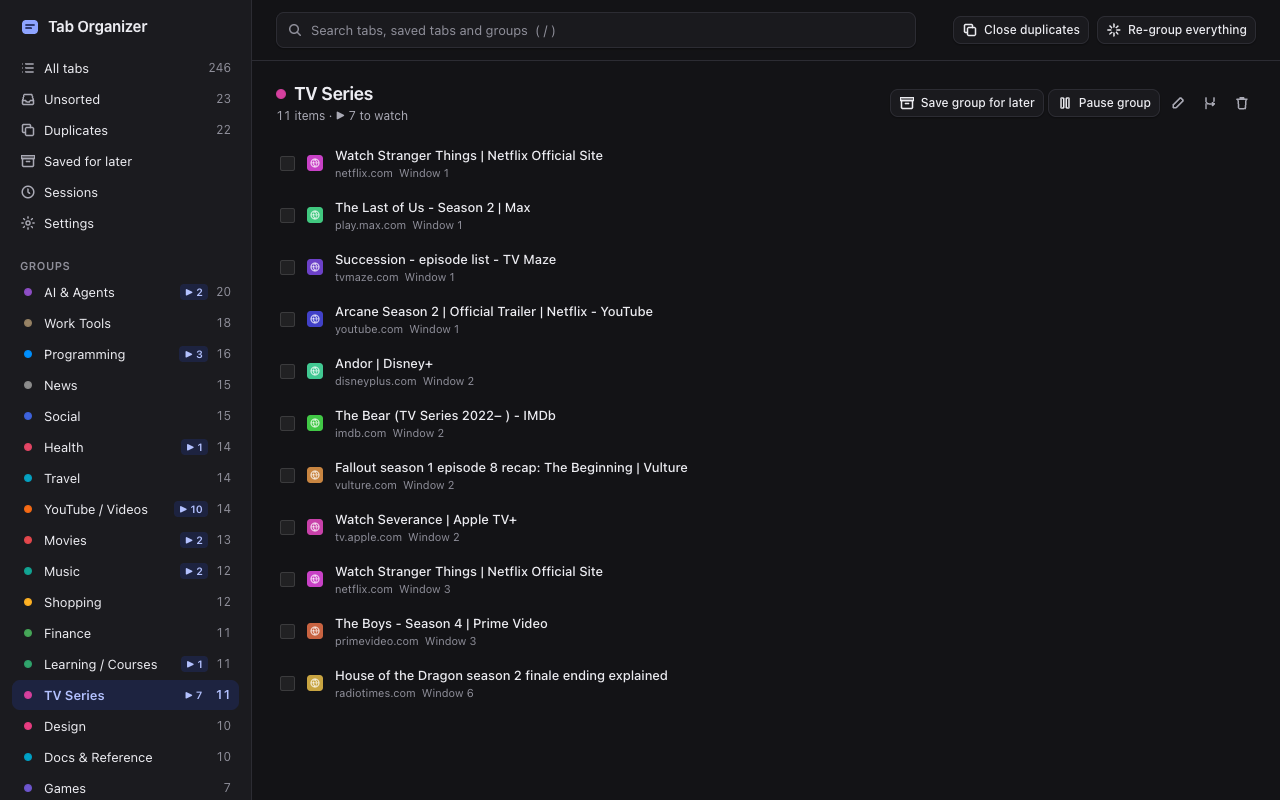 Tab Organizer
Search tabs, saved tabs and groups ( / )
Close duplicates
Re-group everything
All tabs 246
Unsorted 23
Duplicates 22
Saved for later
Sessions
Settings
GROUPS
AI & Agents ▶ 2 20
Work Tools 18
Programming ▶ 3 16
News 15
Social 15
Health ▶ 1 14
Travel 14
YouTube / Videos ▶ 10 14
Movies ▶ 2 13
Music ▶ 2 12
Shopping 12
Finance 11
Learning / Courses ▶ 1 11
TV Series ▶ 7 11
Design 10
Docs & Reference 10
Games 7
TV Series
11 items · ▶ 7 to watch
Save group for later
Pause group
Watch Stranger Things | Netflix Official Site
netflix.com Window 1
The Last of Us - Season 2 | Max
play.max.com Window 1
Succession - episode list - TV Maze
tvmaze.com Window 1
Arcane Season 2 | Official Trailer | Netflix - YouTube
youtube.com Window 1
Andor | Disney+
disneyplus.com Window 2
The Bear (TV Series 2022– ) - IMDb
imdb.com Window 2
Fallout season 1 episode 8 recap: The Beginning | Vulture
vulture.com Window 2
Watch Severance | Apple TV+
tv.apple.com Window 2
Watch Stranger Things | Netflix Official Site
netflix.com Window 3
The Boys - Season 4 | Prime Video
primevideo.com Window 3
House of the Dragon season 2 finale ending explained
radiotimes.com Window 6